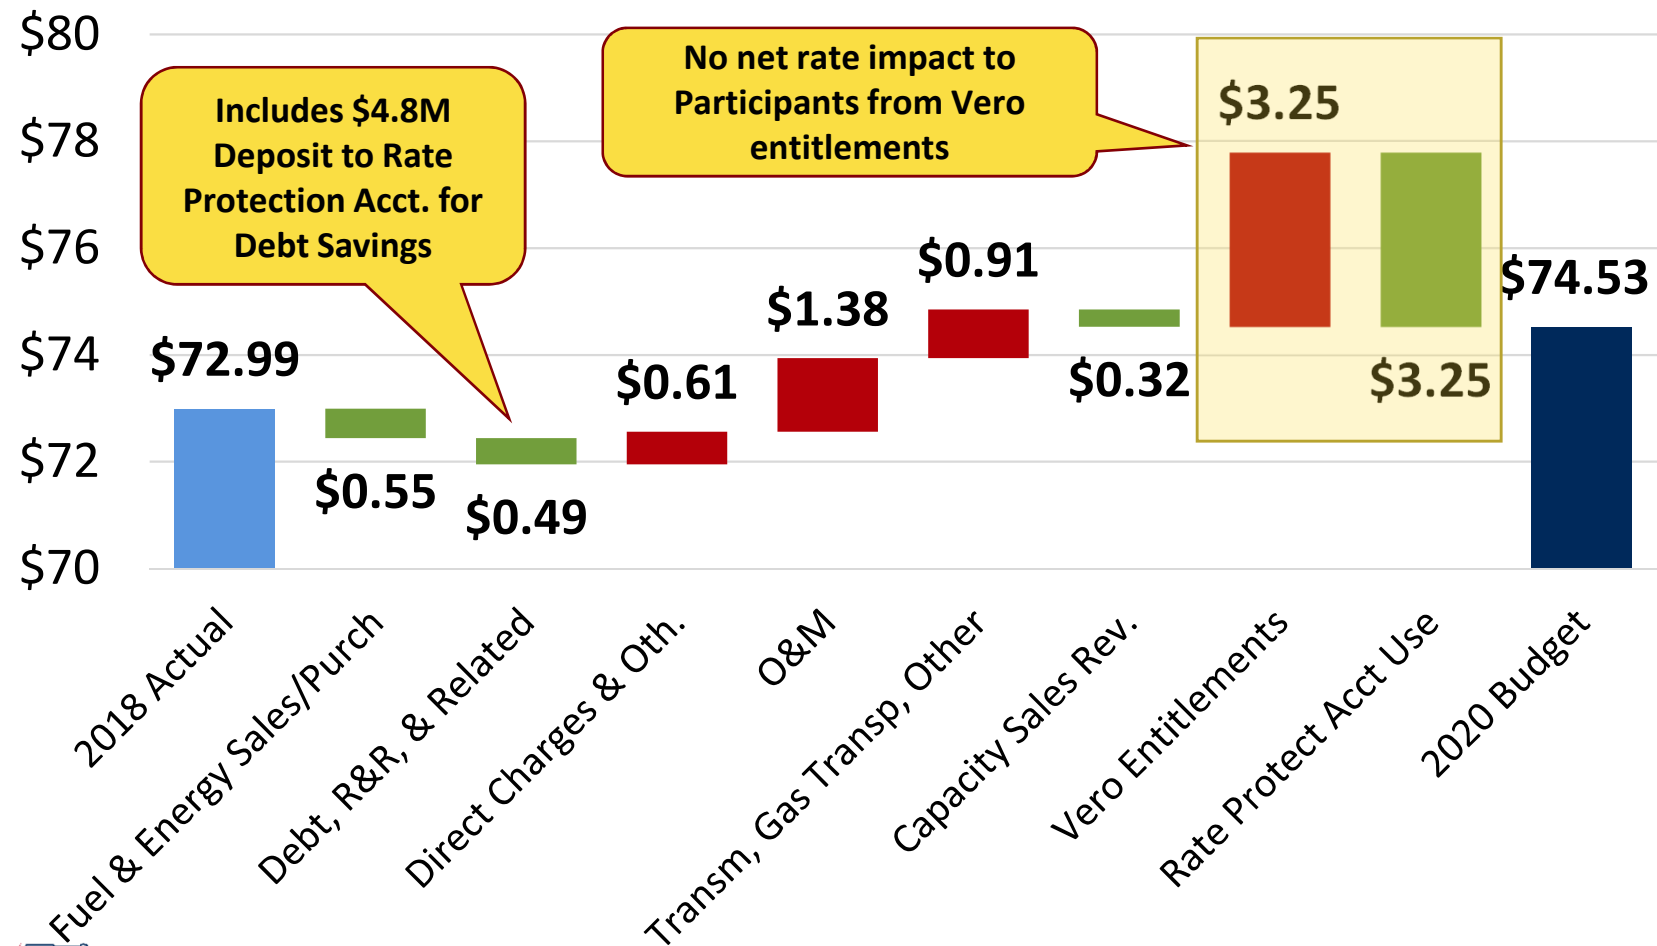 $80
$78
$76
$74
$72
$70
Includes $4.8M
Deposit to Rate
Protection Acct. for
Debt Savings
No net rate impact to
Participants from Vero
entitlements
$72.99
$0.55
$0.49
$0.61
$1.38
$0.91
$0.32
$3.25
$3.25
$74.53
2018 Actual
Fuel & Energy Sales/Purch
Debt, R&R, & Related
Direct Charges & Oth.
O&M
Transm, Gas Transp, Other
Capacity Sales Rev.
Vero Entitlements
Rate Protect Acct Use
2020 Budget